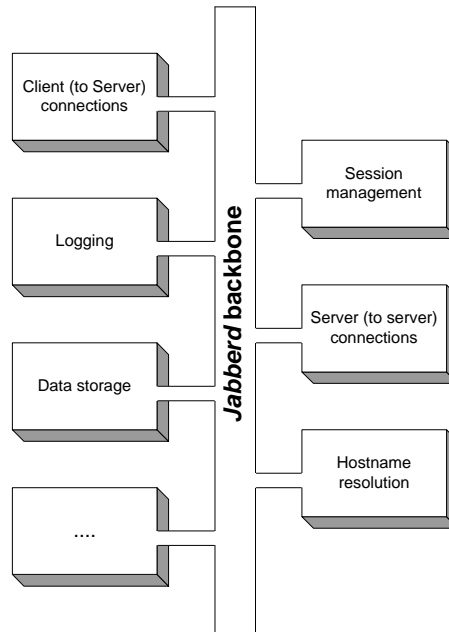 Client (to Server)
connections
Logging
Data storage
....
Jabberd backbone
Session
management
Server (to server)
connections
Hostname
resolution